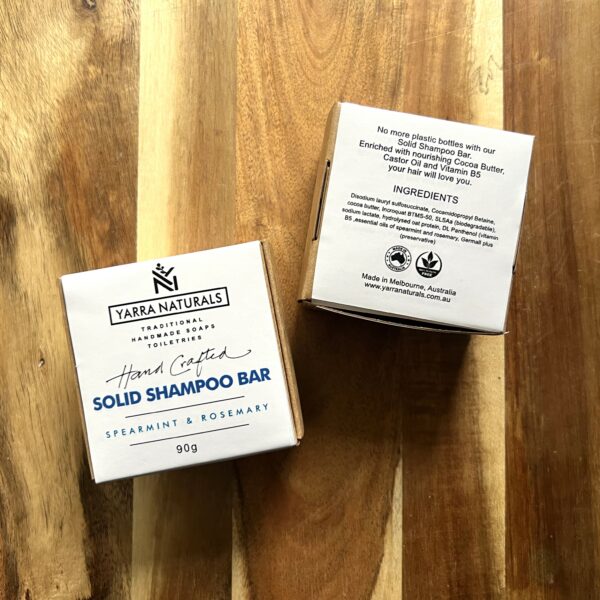 YARRA NATURALS
TRADITIONAL
HANDMADE SOAPS
TOILETRIES
Hand Crafted
SOLID SHAMPOO BAR
SPEARMINT & ROSEMARY
90g
No more plastic bottles with our
Solid Shampoo Bar.
Enriched with nourishing Cocoa Butter,
Castor Oil and Vitamin B5
your hair will love you.
INGREDIENTS
Disodium lauryl sulfosuccinate, Cocamidopropyl Betaine,
cocoa butter, Incroquat BTMS-50, SLSAs (biodegradable),
sodium lactate, hydrolysed oat protein, DL Panthenol (vitamin
B5 ,essential oils of spearmint and rosemary, Germall plus
(preservative)
MADE IN
AUSTRALIA
Made in Melbourne, Australia
www.yarranaturals.com.au